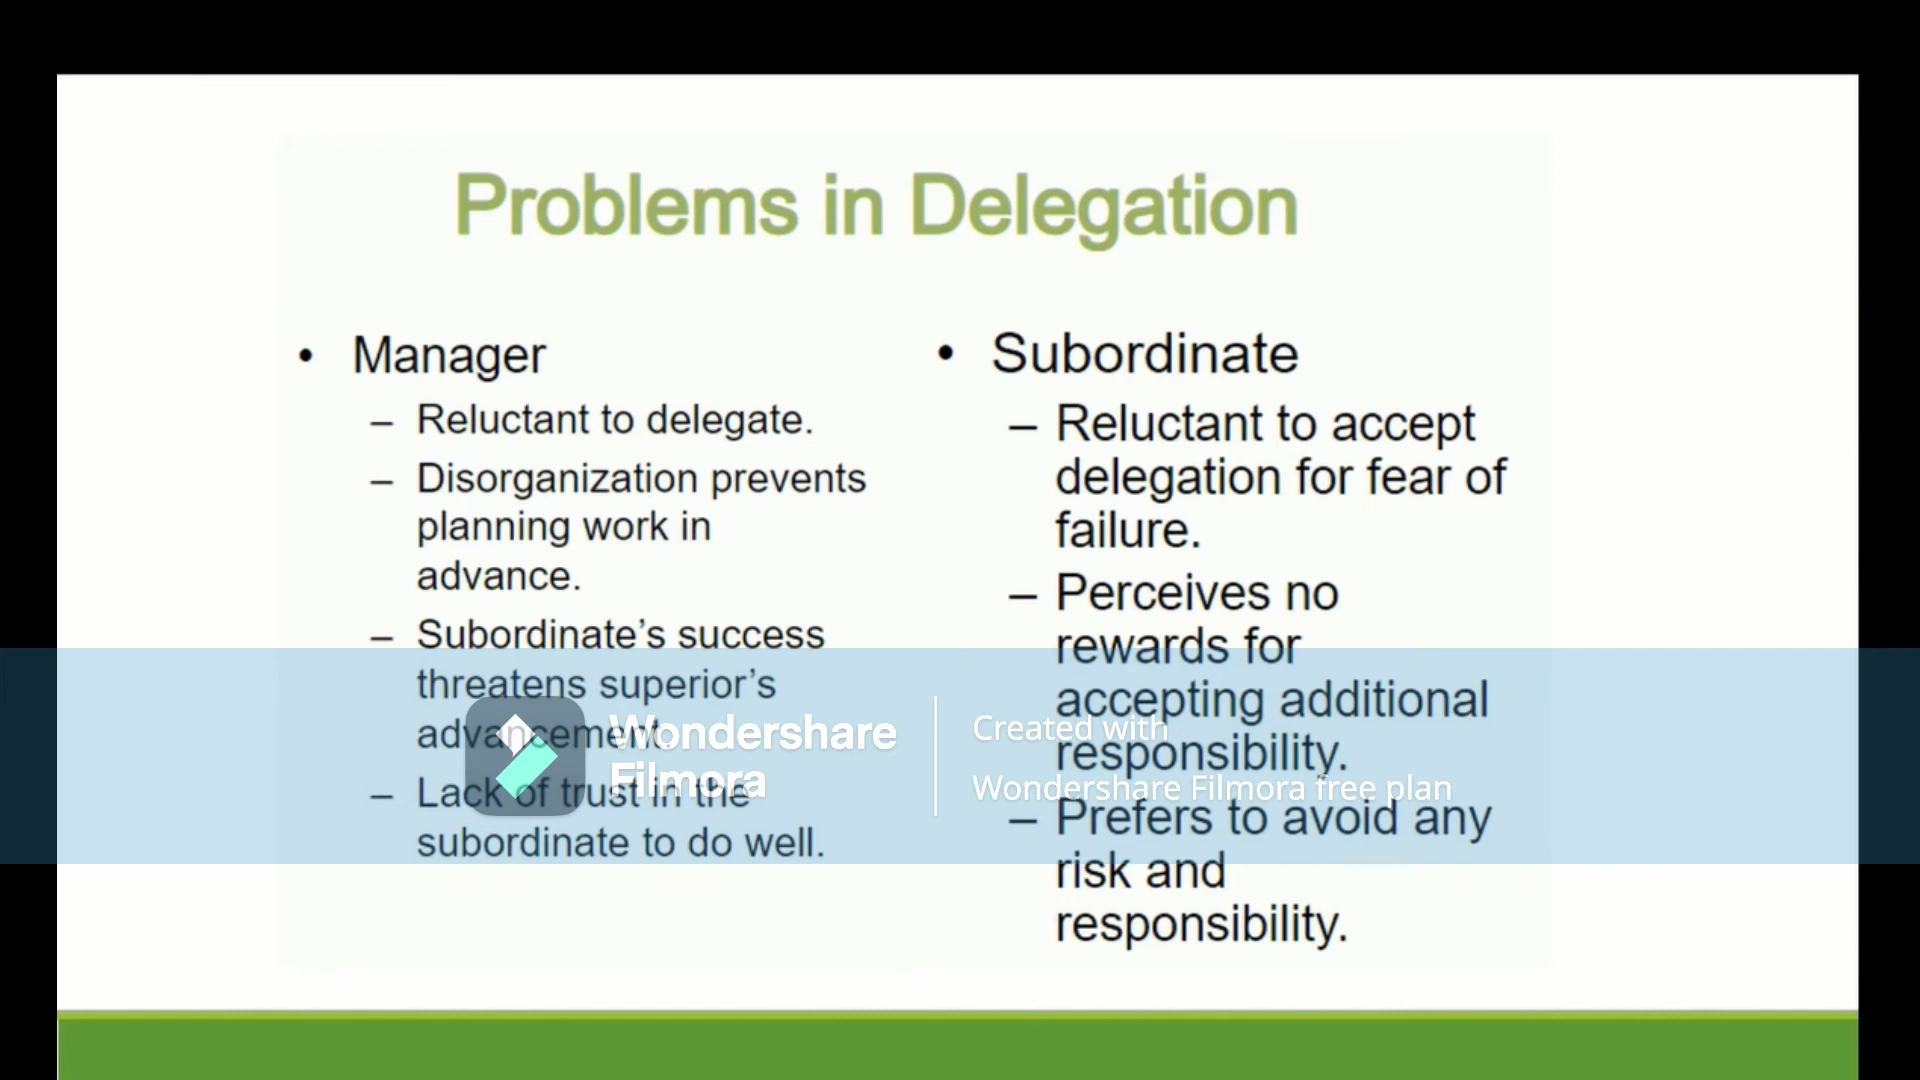 Problems in Delegation
• Manager
– Reluctant to delegate.
– Disorganization prevents
planning work in
advance.
– Subordinate’s success
threatens superior’s
advancement.
– Lack of trust in the
subordinate to do well.
• Subordinate
– Reluctant to accept
delegation for fear of
failure.
– Perceives no
rewards for
accepting additional
responsibility.
– Prefers to avoid any
risk and
responsibility.
Wondershare
Filmora
Created with
Wondershare Filmora free plan